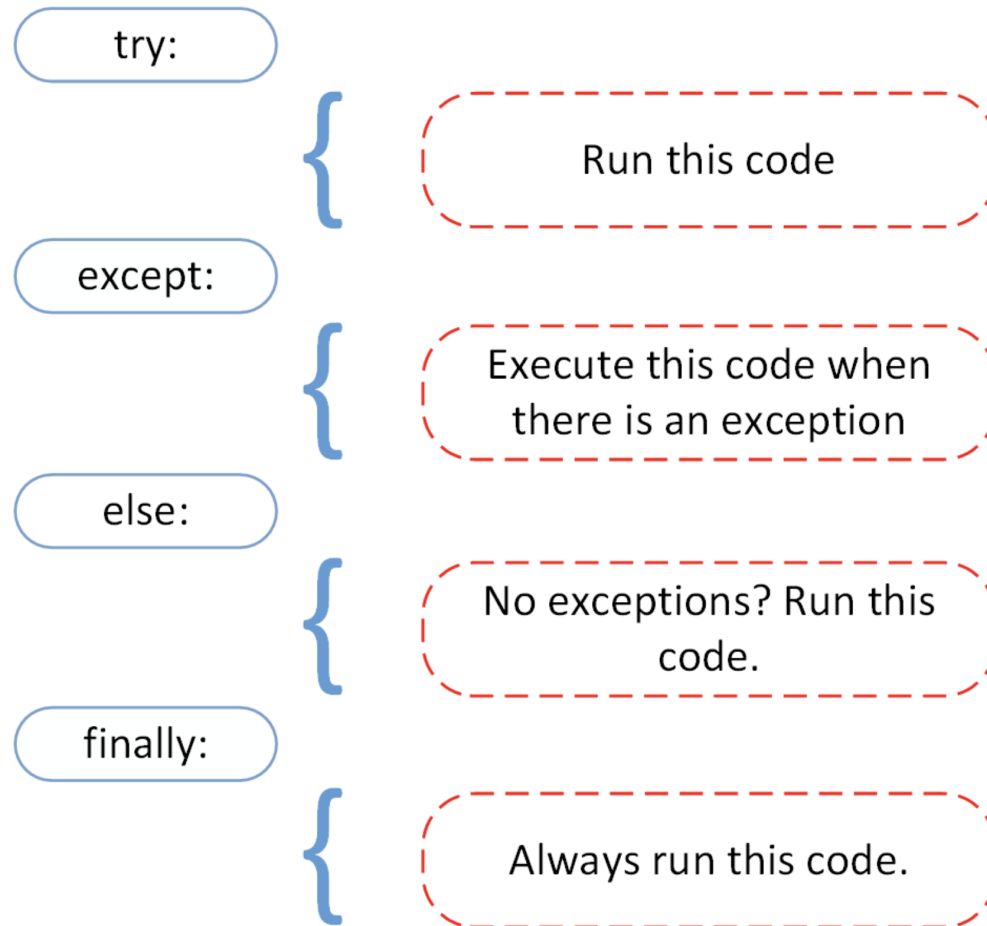 try:
Run this code
except:
Execute this code when
there is an exception
else:
No exceptions? Run this
code.
finally:
Always run this code.